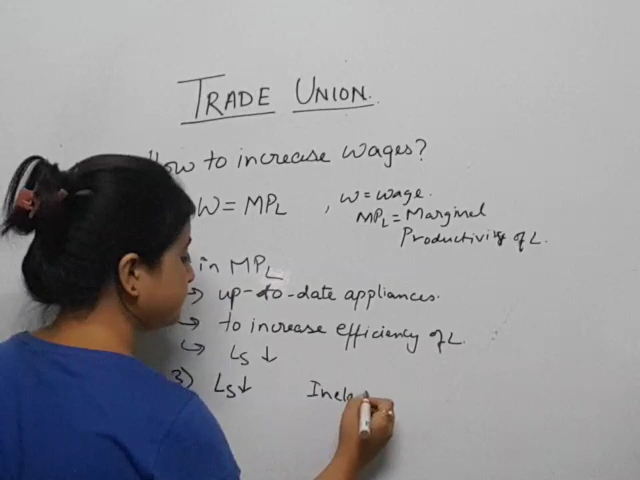 TRADE UNION.
How to increase wages?
W = MPL , W = wage.
MPL = Marginal
Productivity of L.
in MPL
→ up-to-date appliances.
→ to increase efficiency of L.
↳ LS ↓
3) LS↓ Inel